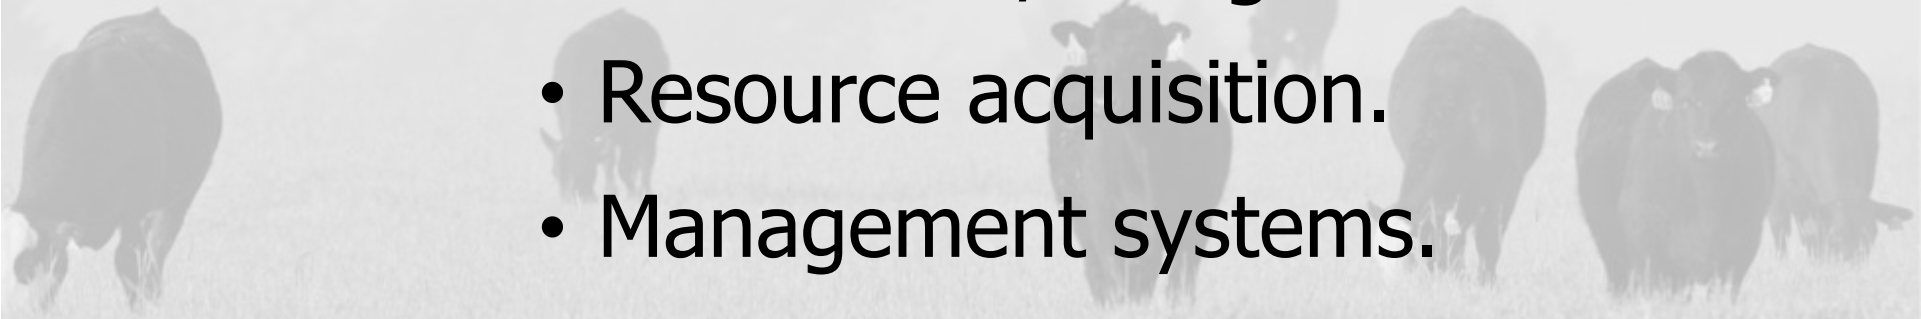 • Resource acquisition.
• Management systems.